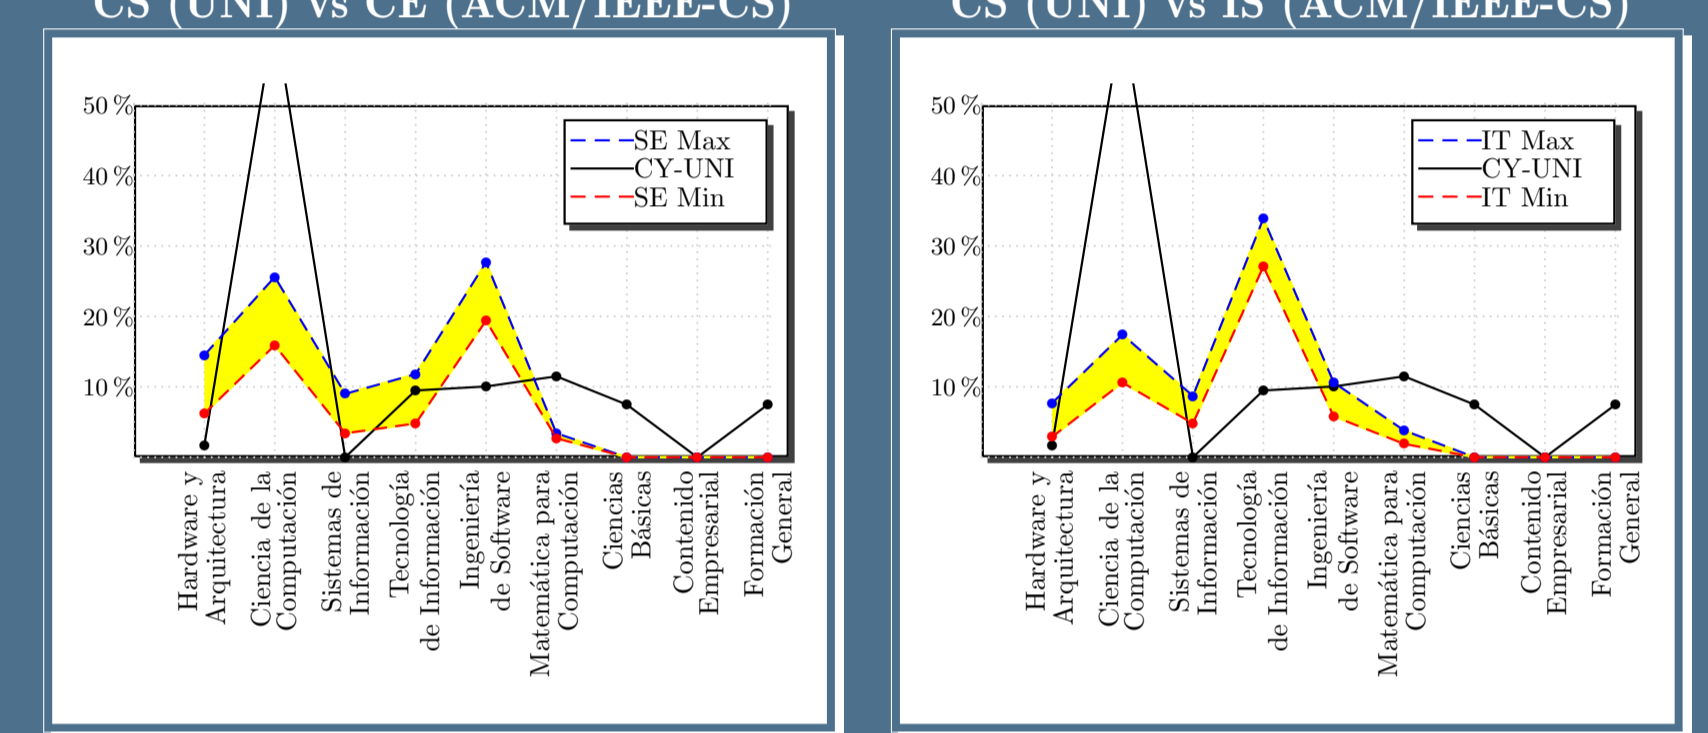 CS (UNI) vs CE (ACM/IEEE-CS)
50 %
40 %
30 %
20 %
10 %
SE Max
CY-UNI
SE Min
Hardware y
Arquitectura
Ciencia de la
Computación
Sistemas de
Información
Tecnología
de Información
Ingeniería
de Software
Matemática para
Computación
Ciencias
Básicas
Contenido
Empresarial
Formación
General
CS (UNI) vs IS (ACM/IEEE-CS)
50 %
40 %
30 %
20 %
10 %
IT Max
CY-UNI
IT Min
Hardware y
Arquitectura
Ciencia de la
Computación
Sistemas de
Información
Tecnología
de Información
Ingeniería
de Software
Matemática para
Computación
Ciencias
Básicas
Contenido
Empresarial
Formación
General